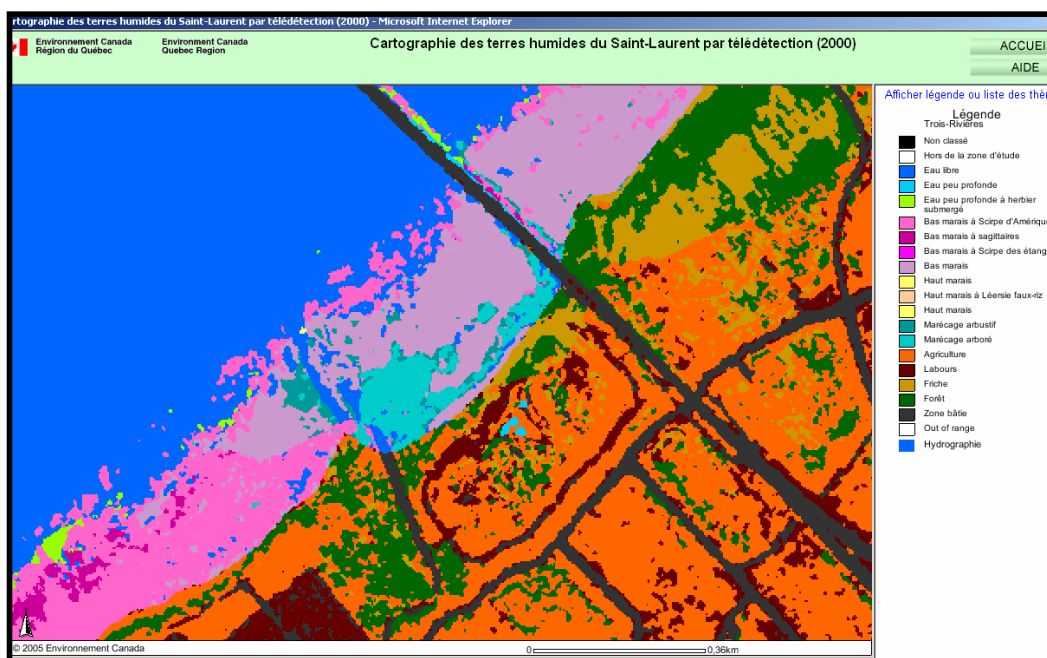 rtographie des terres humides du Saint-Laurent par télédétection (2000) - Microsoft Internet Explorer
Environnement Canada
Région du Québec
Environment Canada
Quebec Region
Cartographie des terres humides du Saint-Laurent par télédétection (2000)
ACCUEI
AIDE
Afficher légende ou liste des thèm
Légende
Trois-Rivières
Non classé
Hors de la zone d'étude
Eau libre
Eau peu profonde
Eau peu profonde à herbier
submergé
Bas marais à Scirpe d'Amérique
Bas marais à sagittaires
Bas marais à Scirpe des étang
Bas marais
Haut marais
Haut marais à Léersie faux-riz
Haut marais
Marécage arbustif
Marécage arboré
Agriculture
Labours
Friche
Forêt
Zone bâtie
Out of range
Hydrographie
© 2005 Environnement Canada
0
0,36km